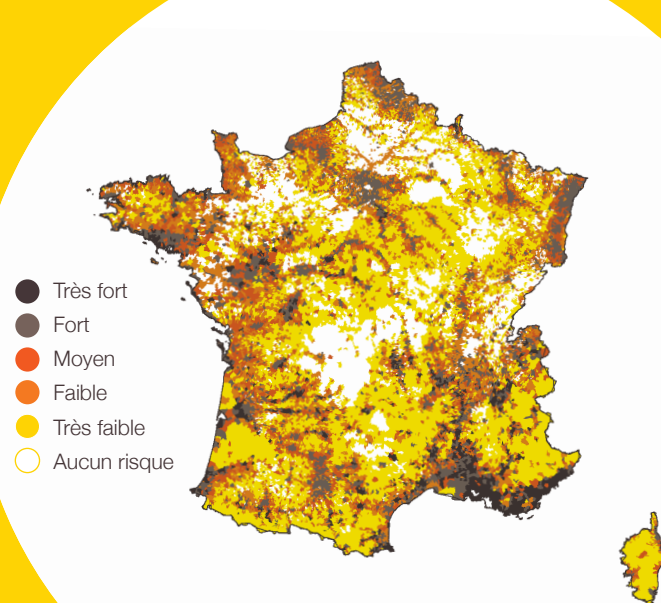 Très fort
Fort
Moyen
Faible
Très faible
Aucun risque